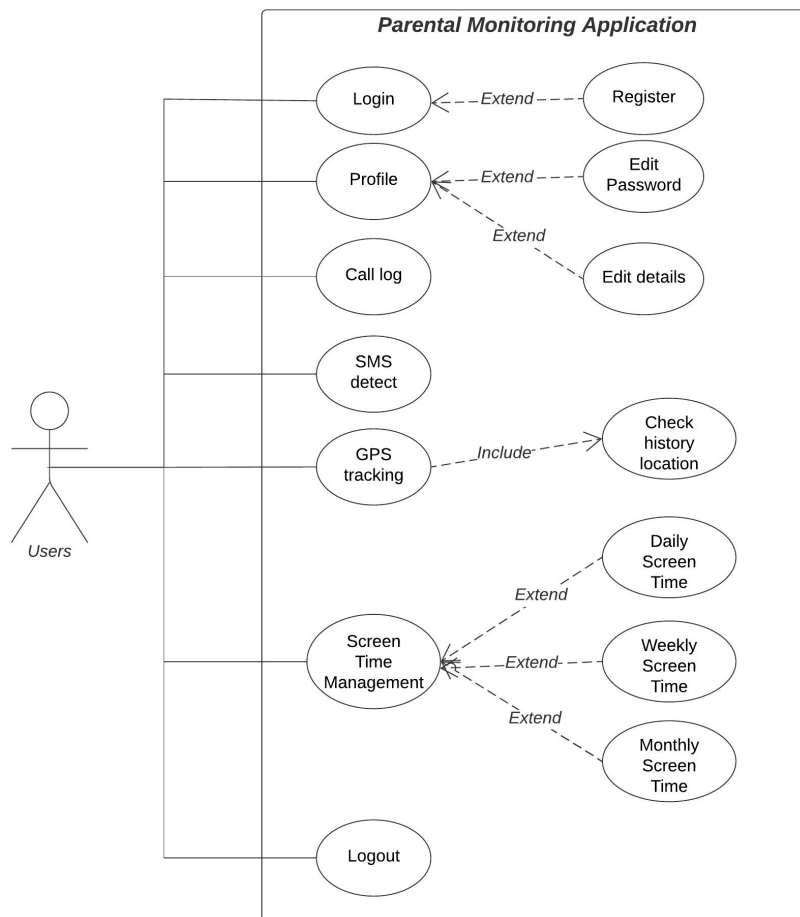 Parental Monitoring Application
Login
Extend
Register
Profile
Extend
Edit
Password
Extend
Call log
Edit details
SMS
detect
GPS
tracking
Include
Check
history
location
Users
Daily
Screen
Time
Extend
Screen
Time
Management
Extend
Weekly
Screen
Time
Extend
Monthly
Screen
Time
Logout